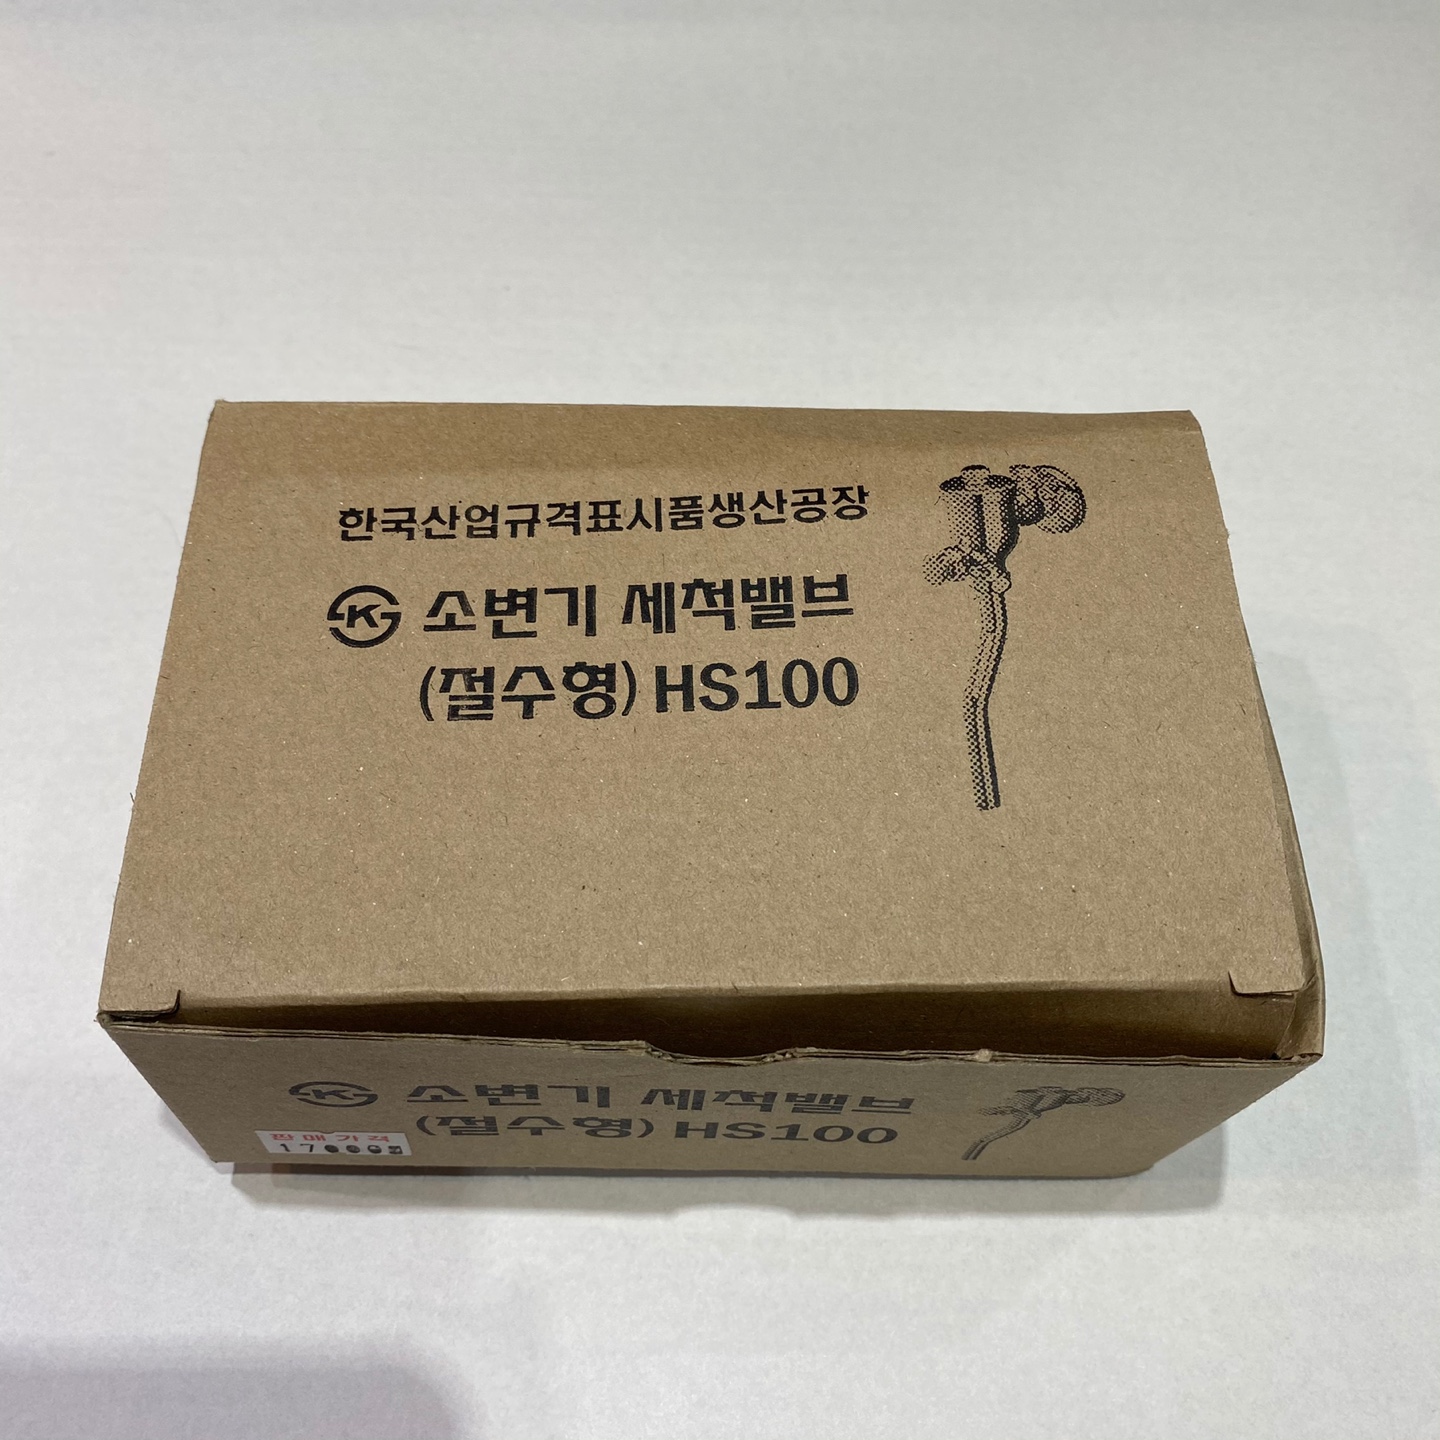 한국산업규격표시품생산공장
K 소변기 세척밸브
(절수형) HS100
K 소변기 세척밸브
(절수형) HS100
판매가격